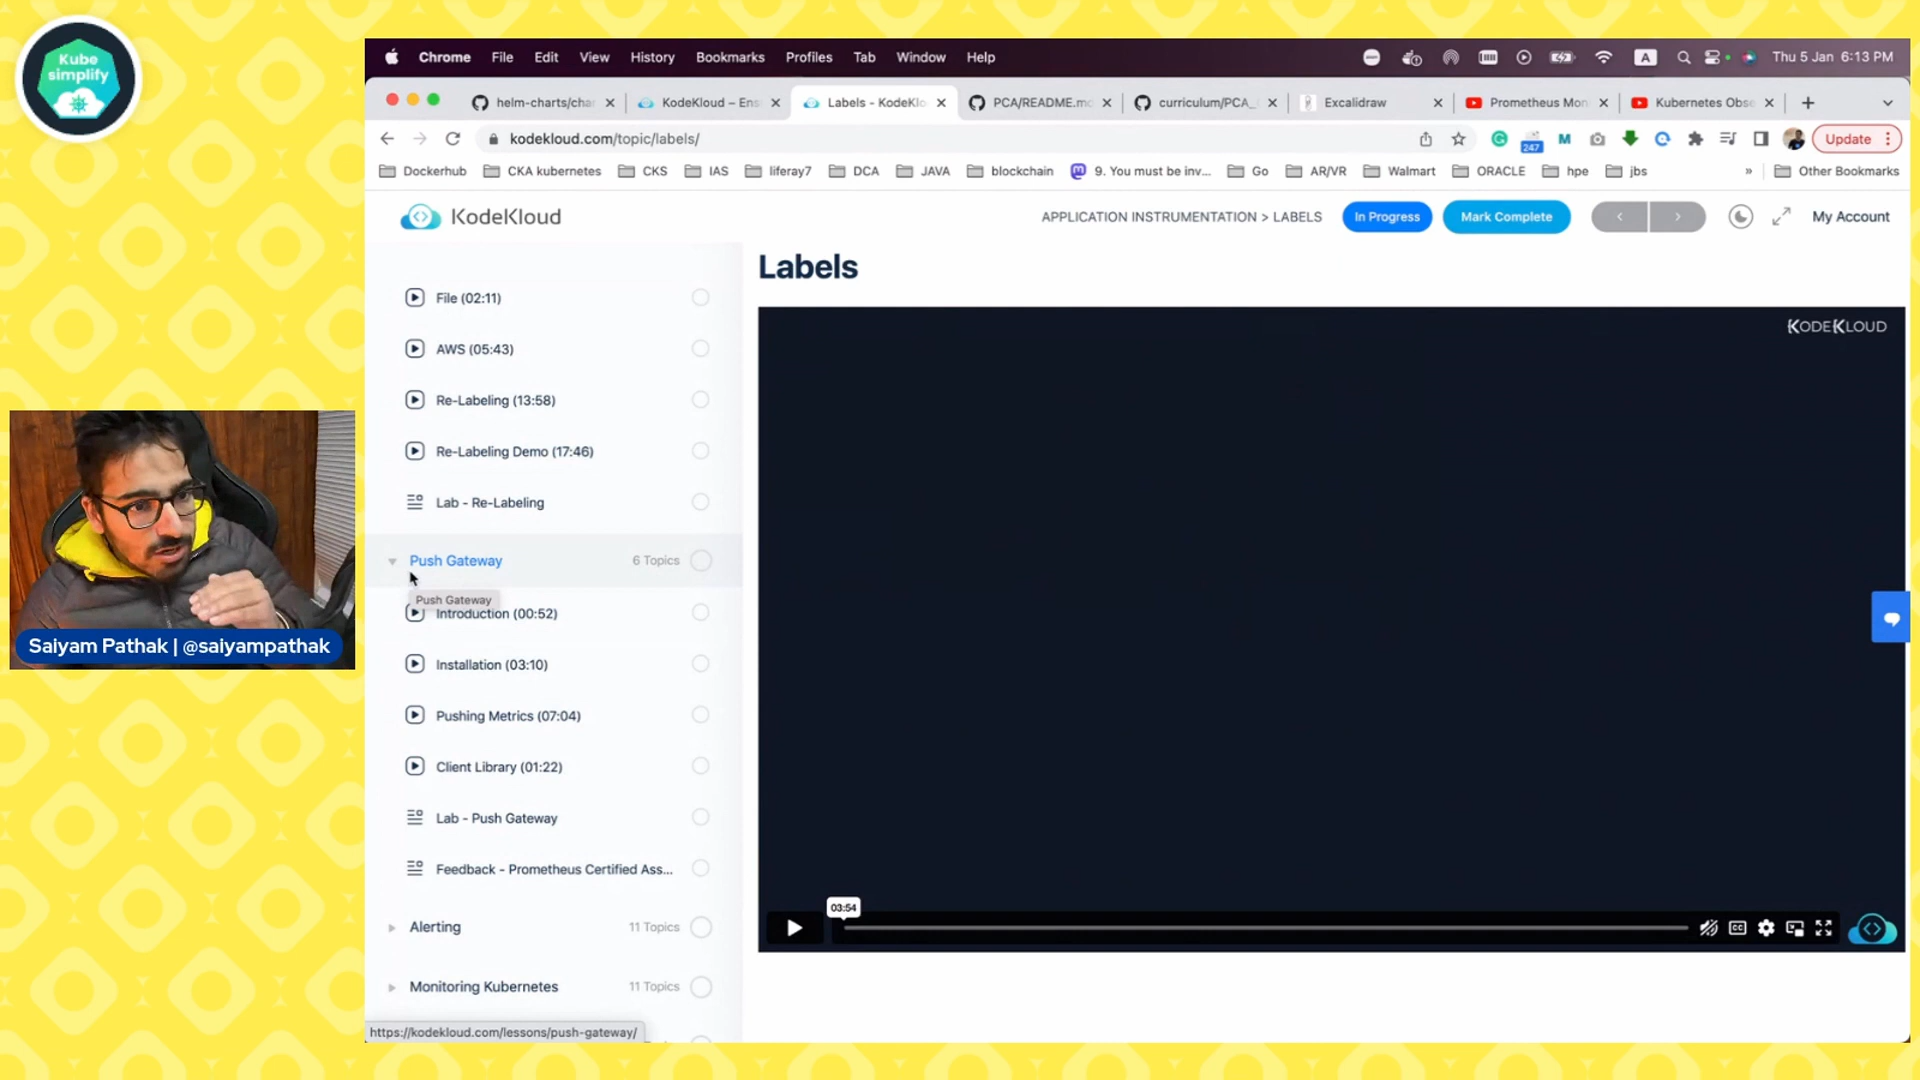 Kube
simplify
Chrome File Edit View History Bookmarks Profiles Tab Window Help
A
Thu 5 Jan 6:13 PM
helm-charts/cha
KodeKloud – Ens
Labels - KodeKlo
PCA/README.mc
curriculum/PCA_
Excalidraw
Prometheus Mon
Kubernetes Obse
kodekloud.com/topic/labels/
247
M
Update
Dockerhub
CKA kubernetes
CKS
IAS
liferay7
DCA
JAVA
blockchain
9. You must be inv...
Go
AR/VR
Walmart
ORACLE
hpe
jbs
»
Other Bookmarks
KodeKloud
APPLICATION INSTRUMENTATION > LABELS
In Progress
Mark Complete
My Account
Labels
KODEKLOUD
File (02:11)
AWS (05:43)
Re-Labeling (13:58)
Re-Labeling Demo (17:46)
Lab - Re-Labeling
Push Gateway 6 Topics
Push Gateway
Introduction (00:52)
Installation (03:10)
Pushing Metrics (07:04)
Client Library (01:22)
Lab - Push Gateway
Feedback - Prometheus Certified Ass...
Alerting 11 Topics
Monitoring Kubernetes 11 Topics
https://kodekloud.com/lessons/push-gateway/
03:54
CC
Saiyam Pathak | @saiyampathak